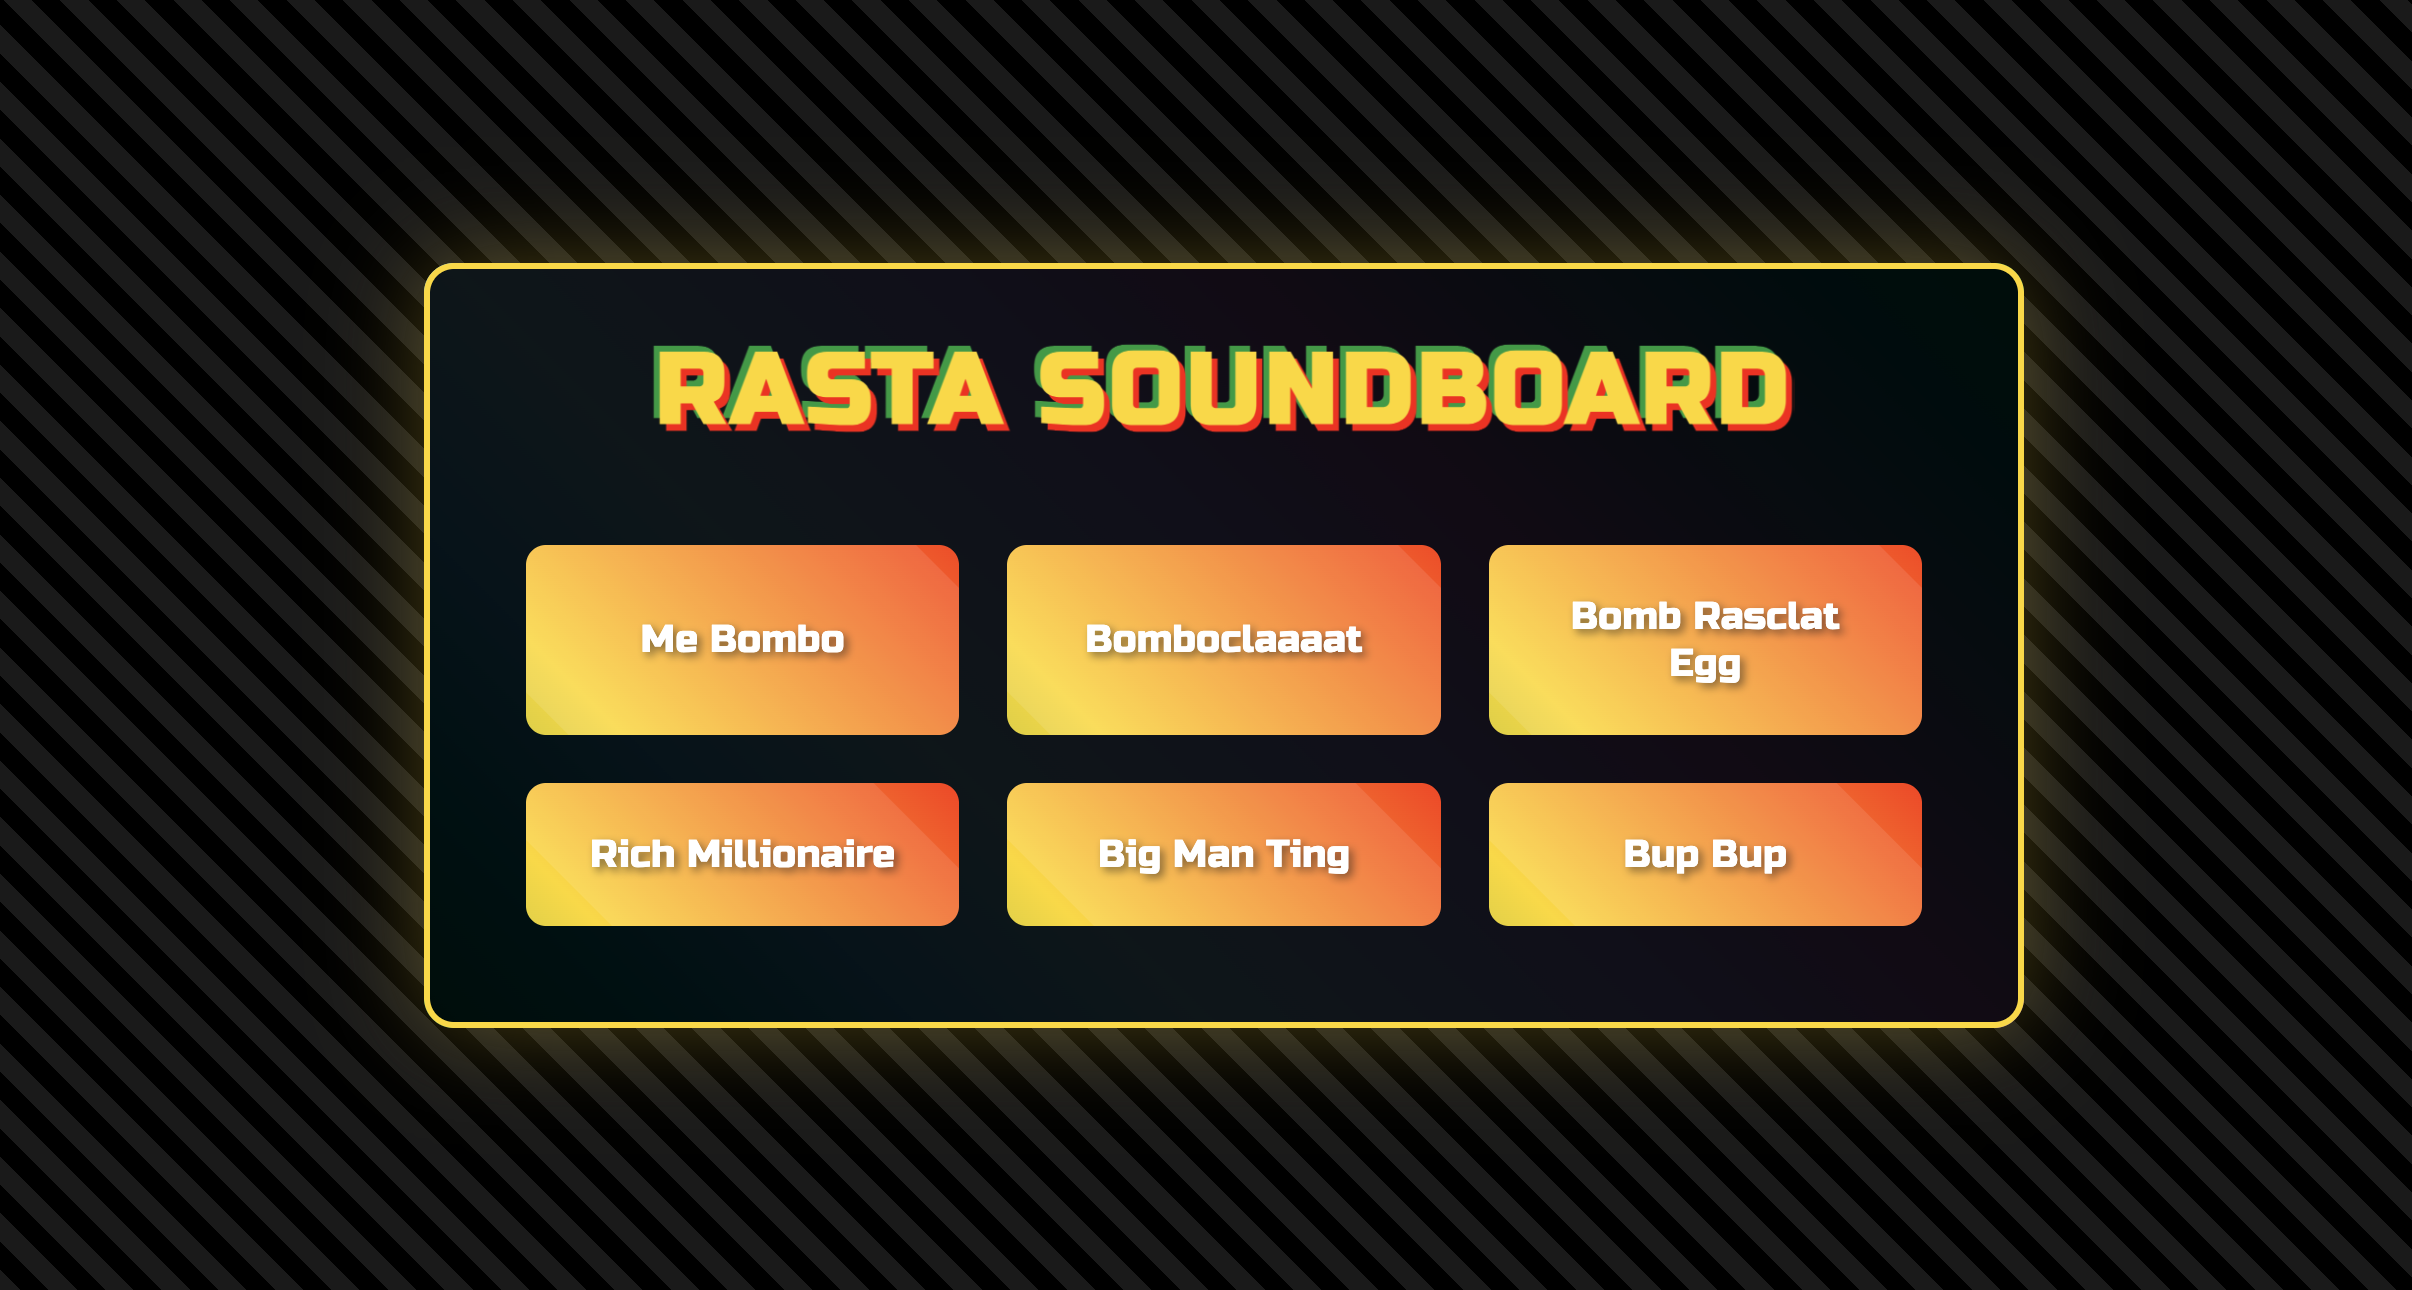 RASTA SOUNDBOARD
Me Bombo
Bomboclaaaat
Bomb Rasclat
Egg
Rich Millionaire
Big Man Ting
Bup Bup